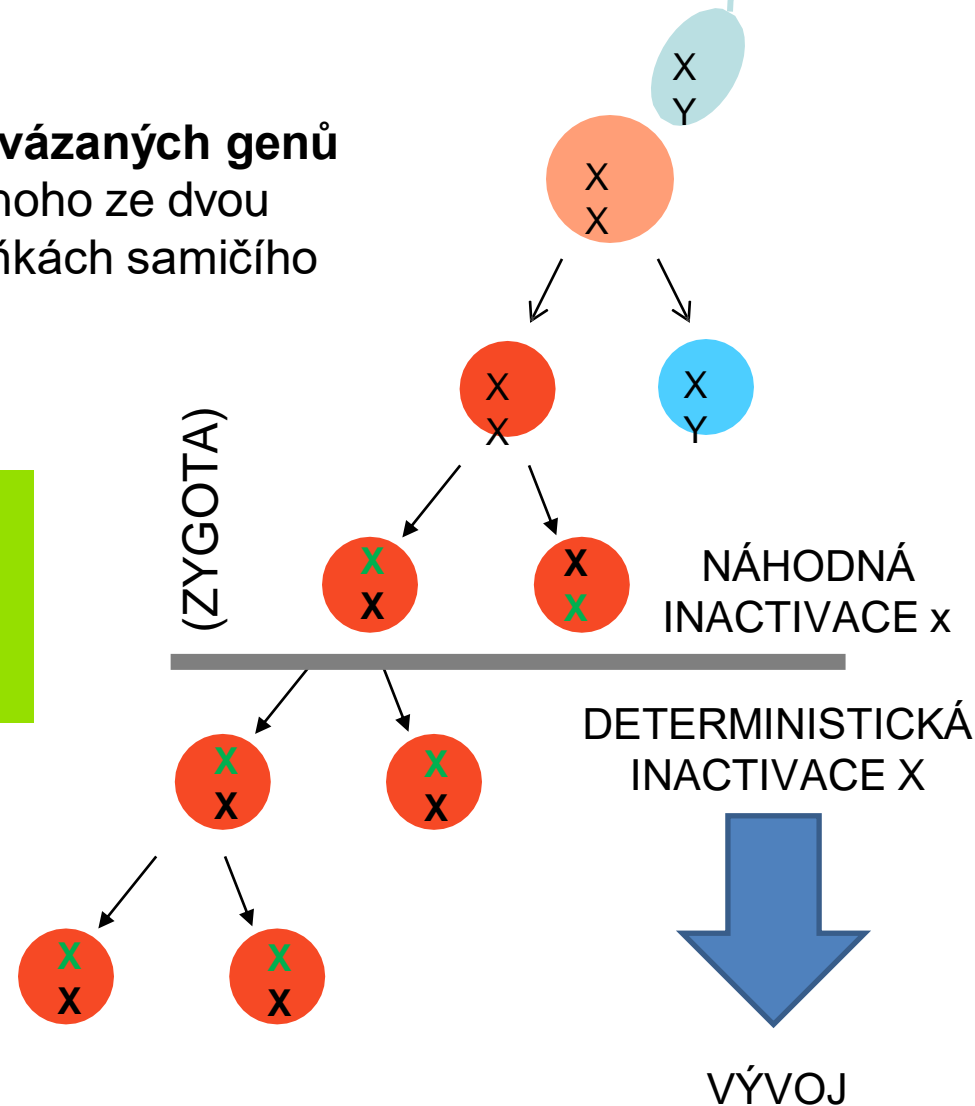 X
Y
vázaných genů
noho ze dvou
ňkách samičího
X
X
X
X
X
Y
(ZYGOTA)
X
X
X
X
NÁHODNÁ
INACTIVACE x
DETERMINISTICKÁ
INACTIVACE X
X
X
X
X
X
X
X
X
VÝVOJ